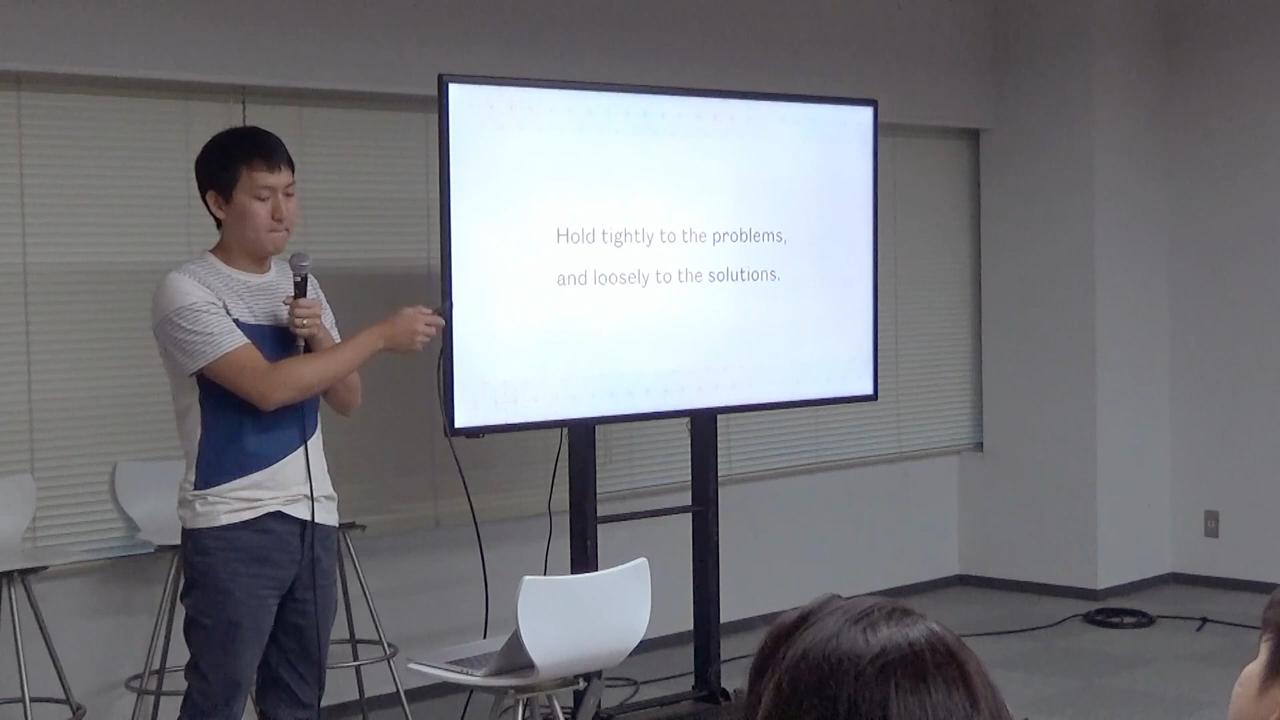 Hold tightly to the problems,
and loosely to the solutions.